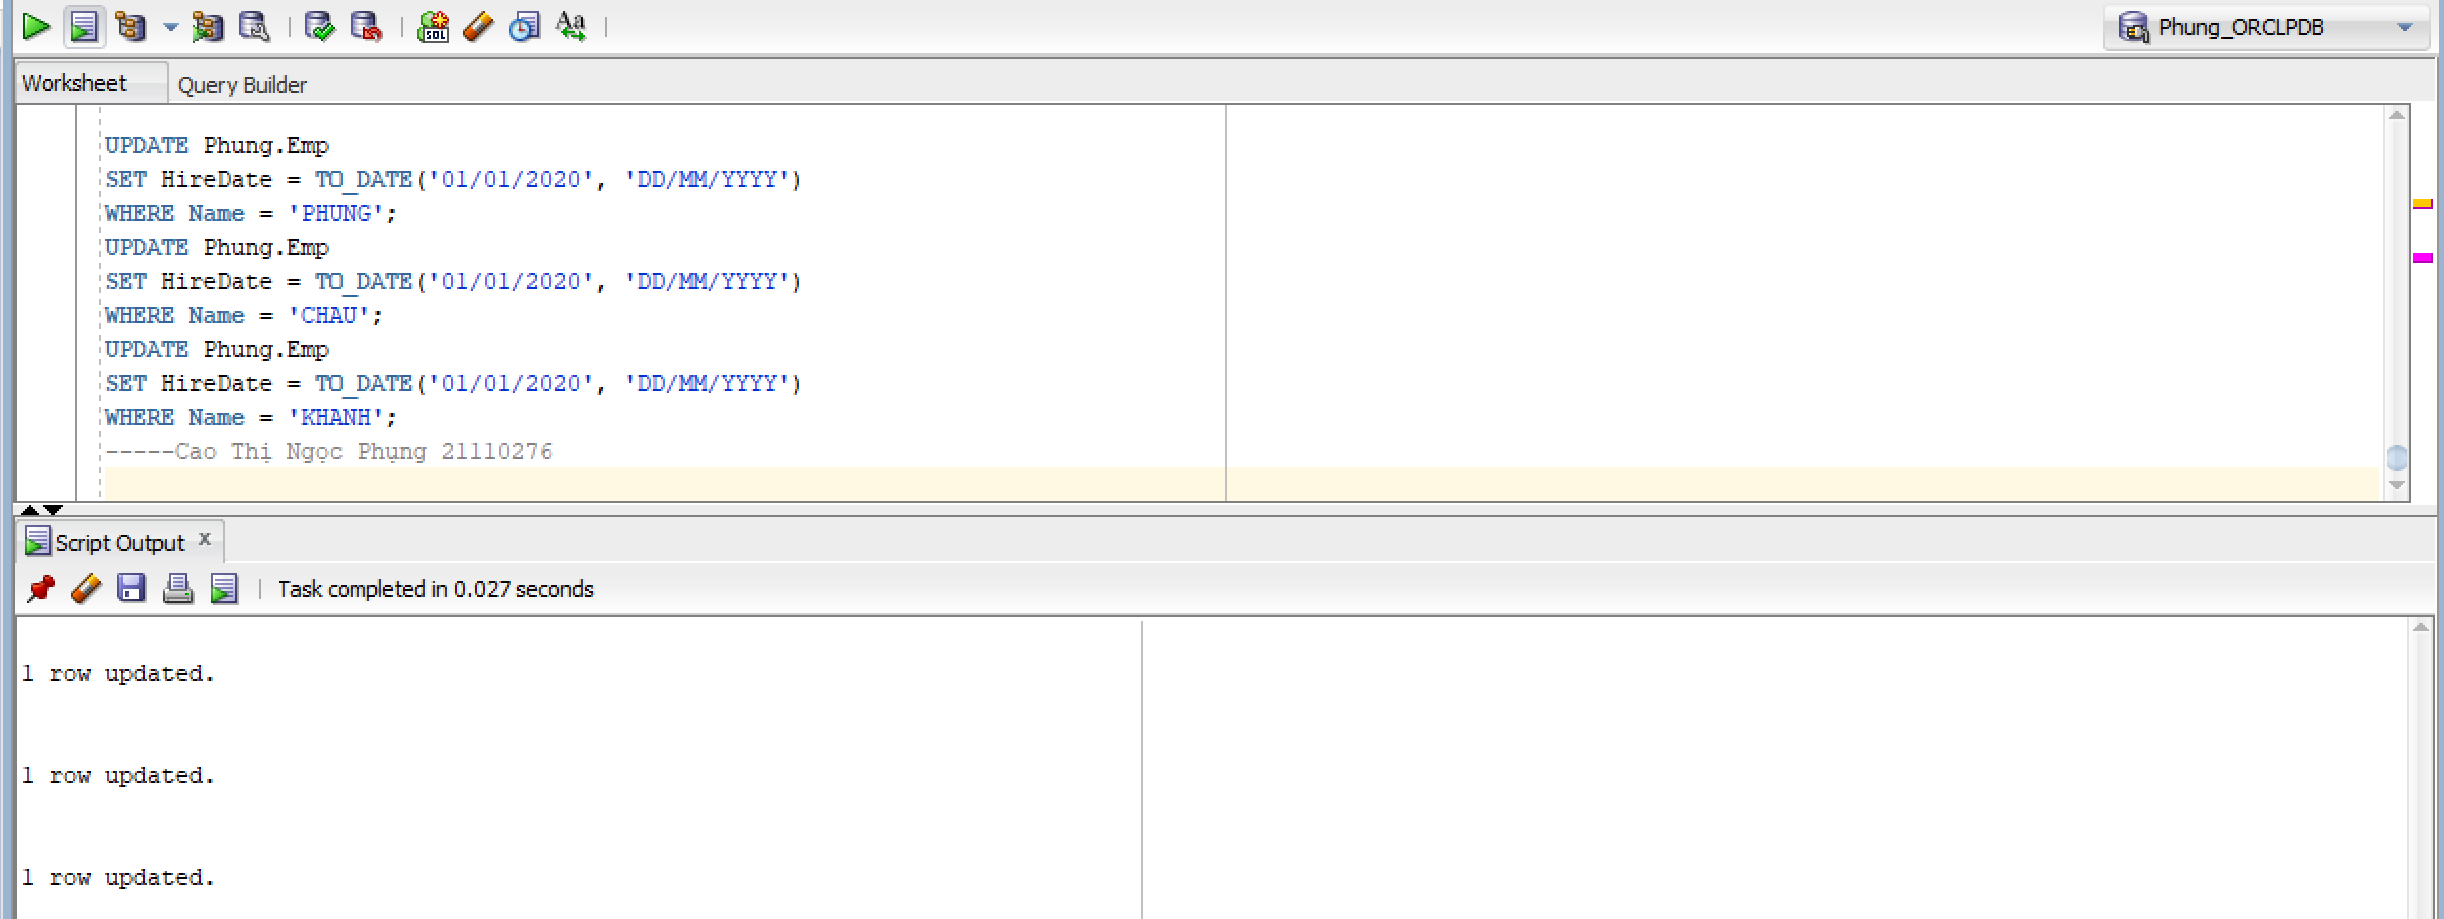 SQL
Aa
Phung_ORCLPDB
Worksheet
Query Builder
UPDATE Phung.Emp
SET HireDate = TO_DATE('01/01/2020', 'DD/MM/YYYY')
WHERE Name = 'PHUNG';
UPDATE Phung.Emp
SET HireDate = TO_DATE('01/01/2020', 'DD/MM/YYYY')
WHERE Name = 'CHAU';
UPDATE Phung.Emp
SET HireDate = TO_DATE('01/01/2020', 'DD/MM/YYYY')
WHERE Name = 'KHANH';
-----Cao Thị Ngọc Phụng 21110276
Script Output x
Task completed in 0.027 seconds
1 row updated.
1 row updated.
1 row updated.